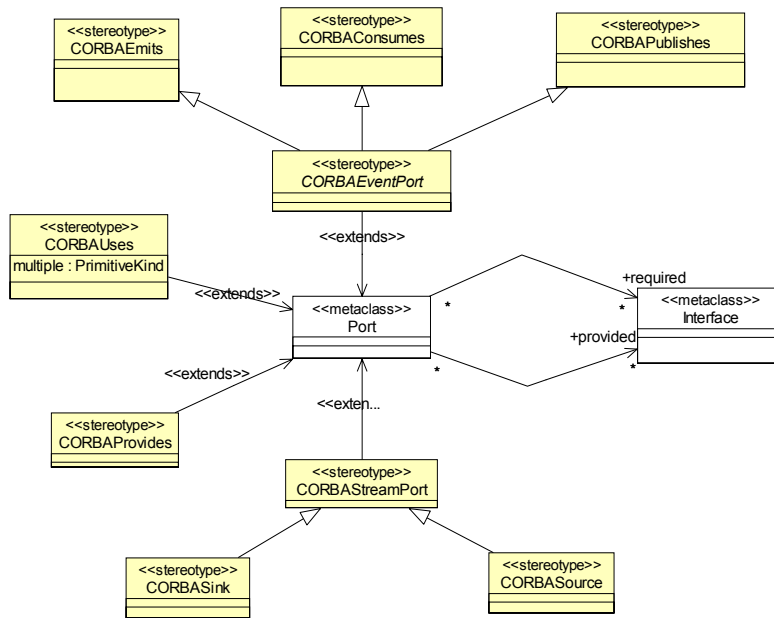 <<stereotype>>
CORBAEmits
<<stereotype>>
CORBAConsumes
<<stereotype>>
CORBAPublishes
<<stereotype>>
CORBAEventPort
<<stereotype>>
CORBAUses
multiple : PrimitiveKind
<<extends>>
<<extends>>
<<metaclass>>
Port
*
+required
*
<<metaclass>>
Interface
+provided
*
*
<<extends>>
<<stereotype>>
CORBAProvides
<<exten...
<<stereotype>>
CORBAStreamPort
<<stereotype>>
CORBASink
<<stereotype>>
CORBASource